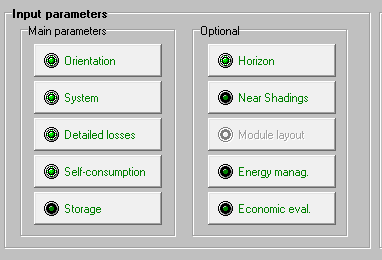 Input parameters
Main parameters
Orientation
System
Detailed losses
Self-consumption
Storage
Optional
Horizon
Near Shadings
Module layout
Energy manag.
Economic eval.